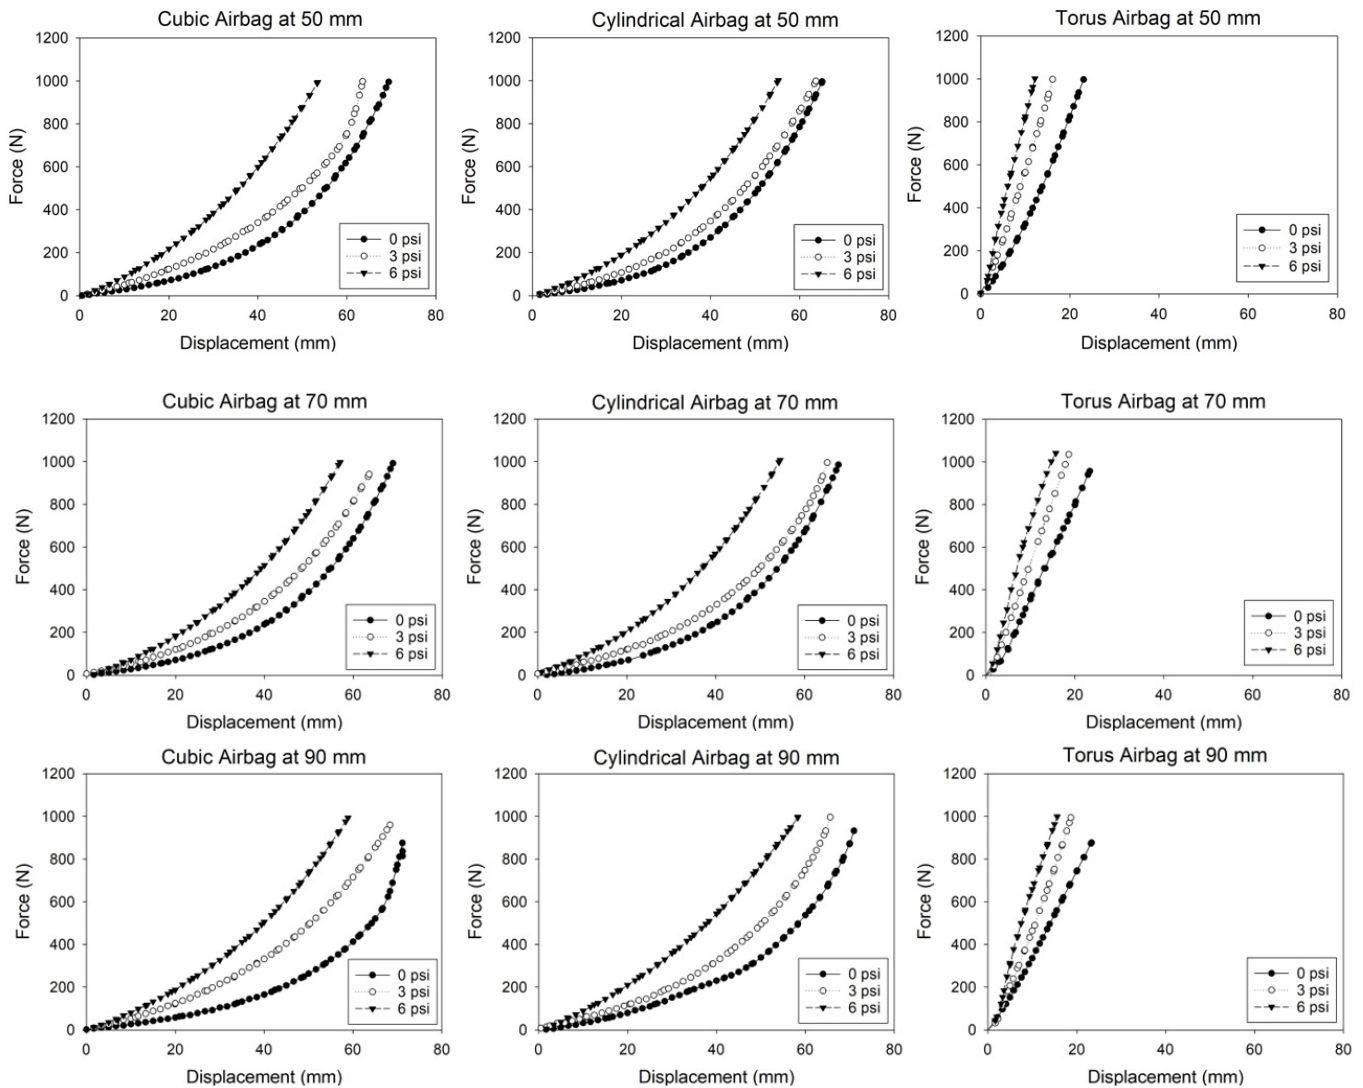 Cubic Airbag at 50 mm
1200
1000
800
600
400
200
0
Force (N)
0 20 40 60 80
Displacement (mm)
0 psi
3 psi
6 psi
Cylindrical Airbag at 50 mm
1200
1000
800
600
400
200
0
Force (N)
0 20 40 60 80
Displacement (mm)
0 psi
3 psi
6 psi
Torus Airbag at 50 mm
1200
1000
800
600
400
200
0
Force (N)
0 20 40 60 80
Displacement (mm)
0 psi
3 psi
6 psi
Cubic Airbag at 70 mm
1200
1000
800
600
400
200
0
Force (N)
0 20 40 60 80
Displacement (mm)
0 psi
3 psi
6 psi
Cylindrical Airbag at 70 mm
1200
1000
800
600
400
200
0
Force (N)
0 20 40 60 80
Displacement (mm)
0 psi
3 psi
6 psi
Torus Airbag at 70 mm
1200
1000
800
600
400
200
0
Force (N)
0 20 40 60 80
Displacement (mm)
0 psi
3 psi
6 psi
Cubic Airbag at 90 mm
1200
1000
800
600
400
200
0
Force (N)
0 20 40 60 80
Displacement (mm)
0 psi
3 psi
6 psi
Cylindrical Airbag at 90 mm
1200
1000
800
600
400
200
0
Force (N)
0 20 40 60 80
Displacement (mm)
0 psi
3 psi
6 psi
Torus Airbag at 90 mm
1200
1000
800
600
400
200
0
Force (N)
0 20 40 60 80
Displacement (mm)
0 psi
3 psi
6 psi